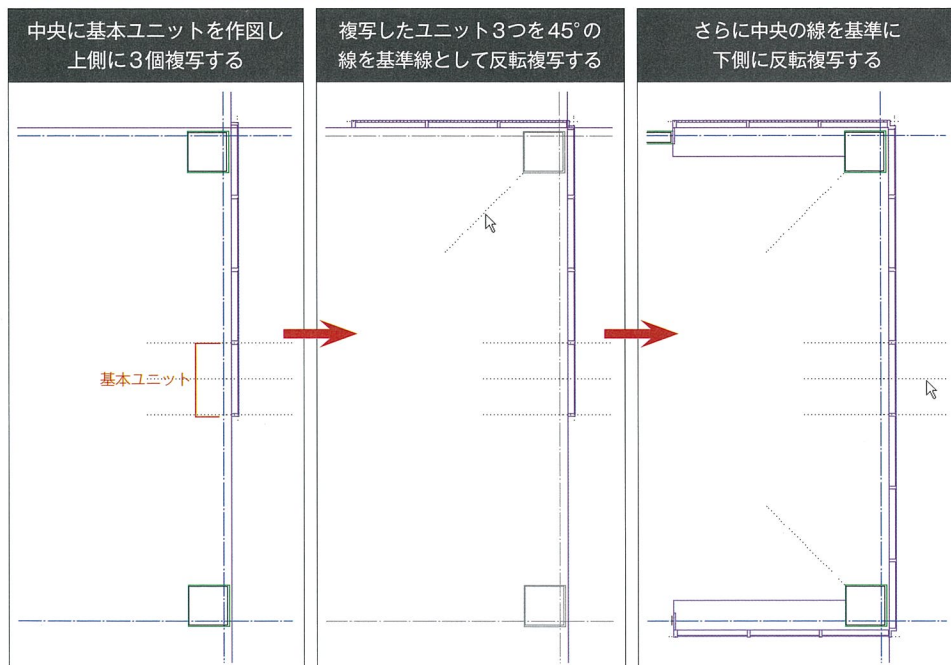 中央に基本ユニットを作図し
上側に3個複写する
複写したユニット3つを45°の
線を基準線として反転複写する
さらに中央の線を基準に
下側に反転複写する
基本ユニット